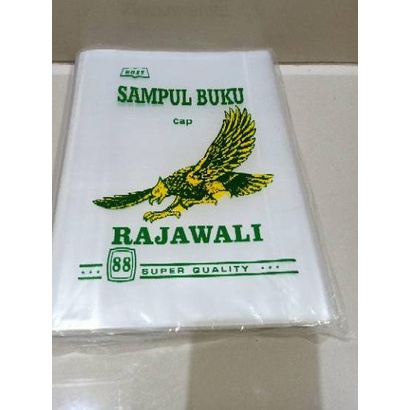 SAMPUL BUKU
cap
RAJAWALI
88
SUPER QUALITY